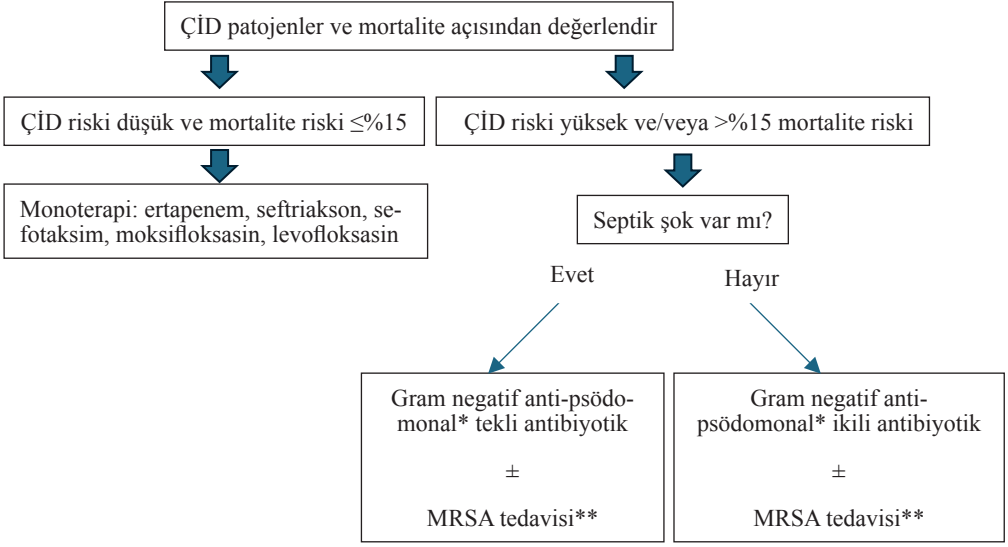 ÇİD patojenler ve mortalite açısından değerlendir
ÇİD riski düşük ve mortalite riski ≤%15
ÇİD riski yüksek ve/veya >%15 mortalite riski
Monoterapi: ertapenem, seftriakson, se-
fotaksim, moksifloksasin, levofloksasin
Septik şok var mı?
Evet
Hayır
Gram negatif anti-psödo-
monal* tekli antibiyotik
±
MRSA tedavisi**
Gram negatif anti-
psödomonal* ikili antibiyotik
±
MRSA tedavisi**